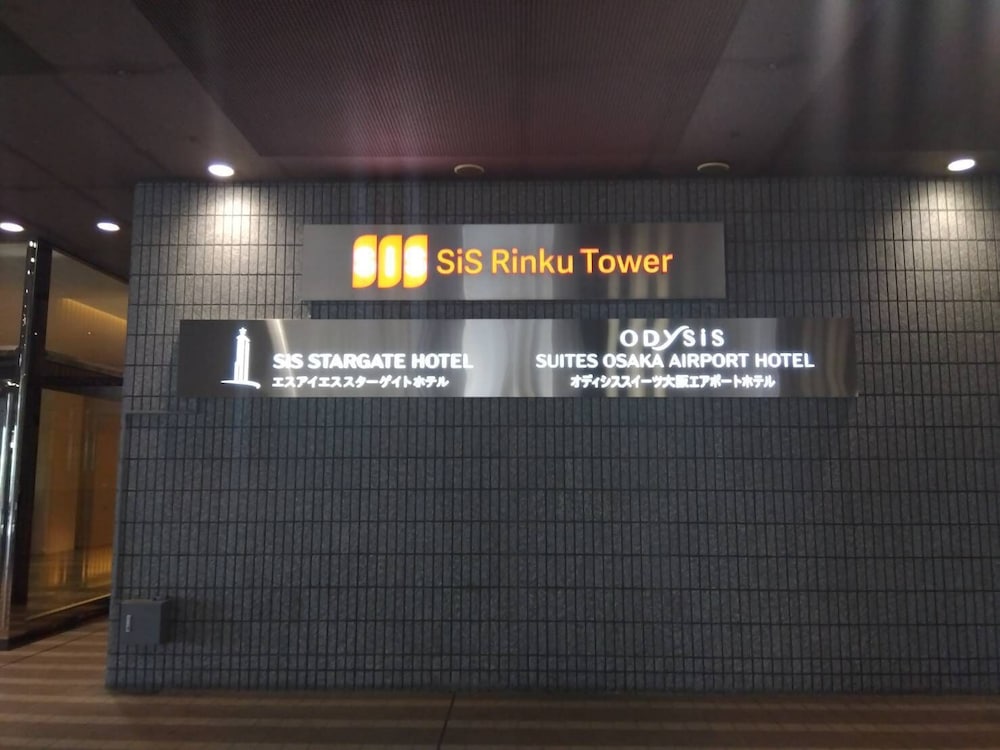 SiS SiS Rinku Tower
SiS STARGATE HOTEL
エスアイエススターゲイトホテル
ODYSiS
SUITES OSAKA AIRPORT HOTEL
オディシススイーツ大阪エアポートホテル